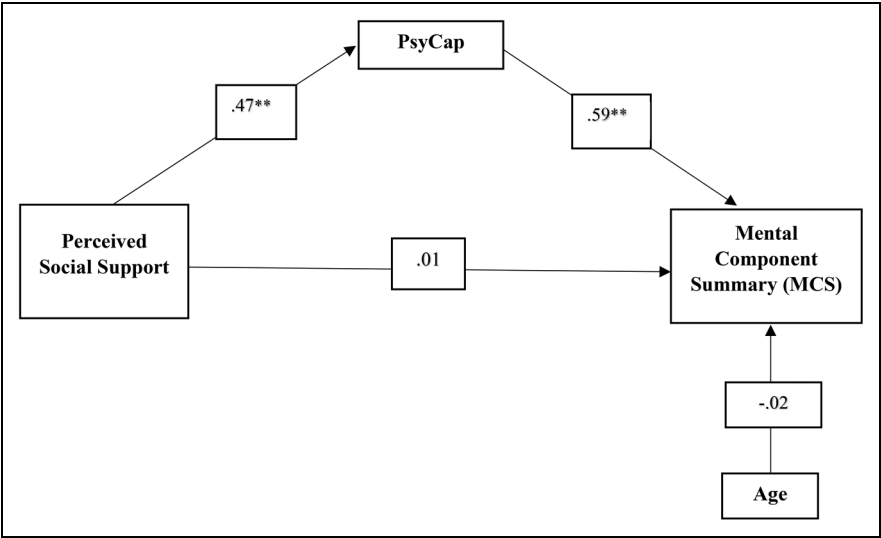 PsyCap
.47**
.59**
Perceived
Social Support
.01
Mental
Component
Summary (MCS)
-.02
Age